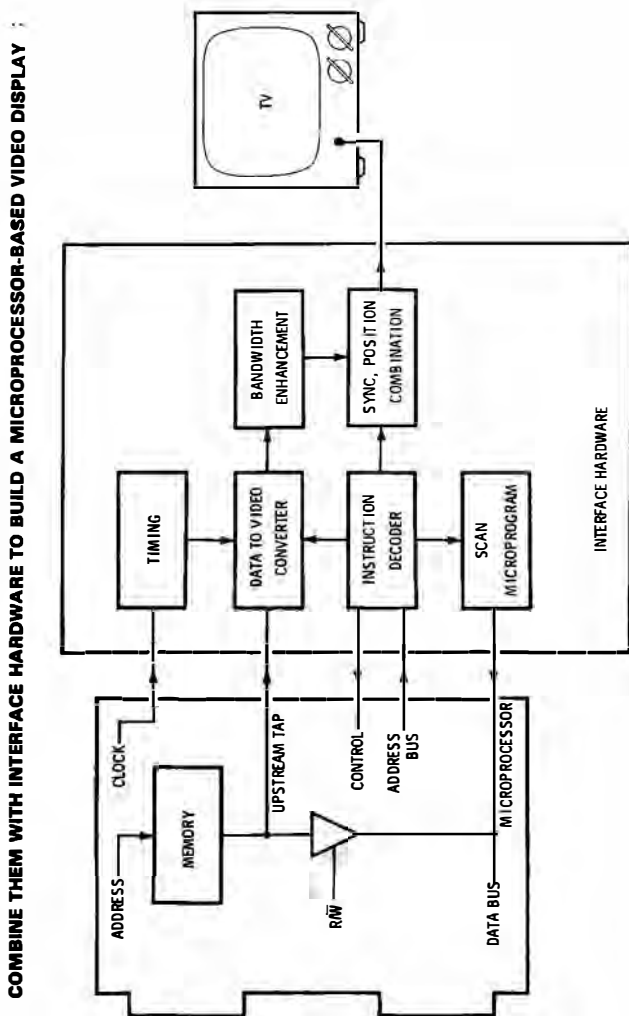 COMBINE THEM WITH INTERFACE HARDWARE TO BUILD A MICROPROCESSOR-BASED VIDEO DISPLAY :
ADDRESS
MEMORY
CLOCK
UPSTREAM TAP
R/W̅
CONTROL
ADDRESS
BUS
DATA BUS
MICROPROCESSOR
TIMING
DATA TO VIDEO
CONVERTER
INSTRUCTION
DECODER
SCAN
MICROPROGRAM
BANDWIDTH
ENHANCEMENT
SYNC, POSITION
COMBINATION
INTERFACE HARDWARE
TV